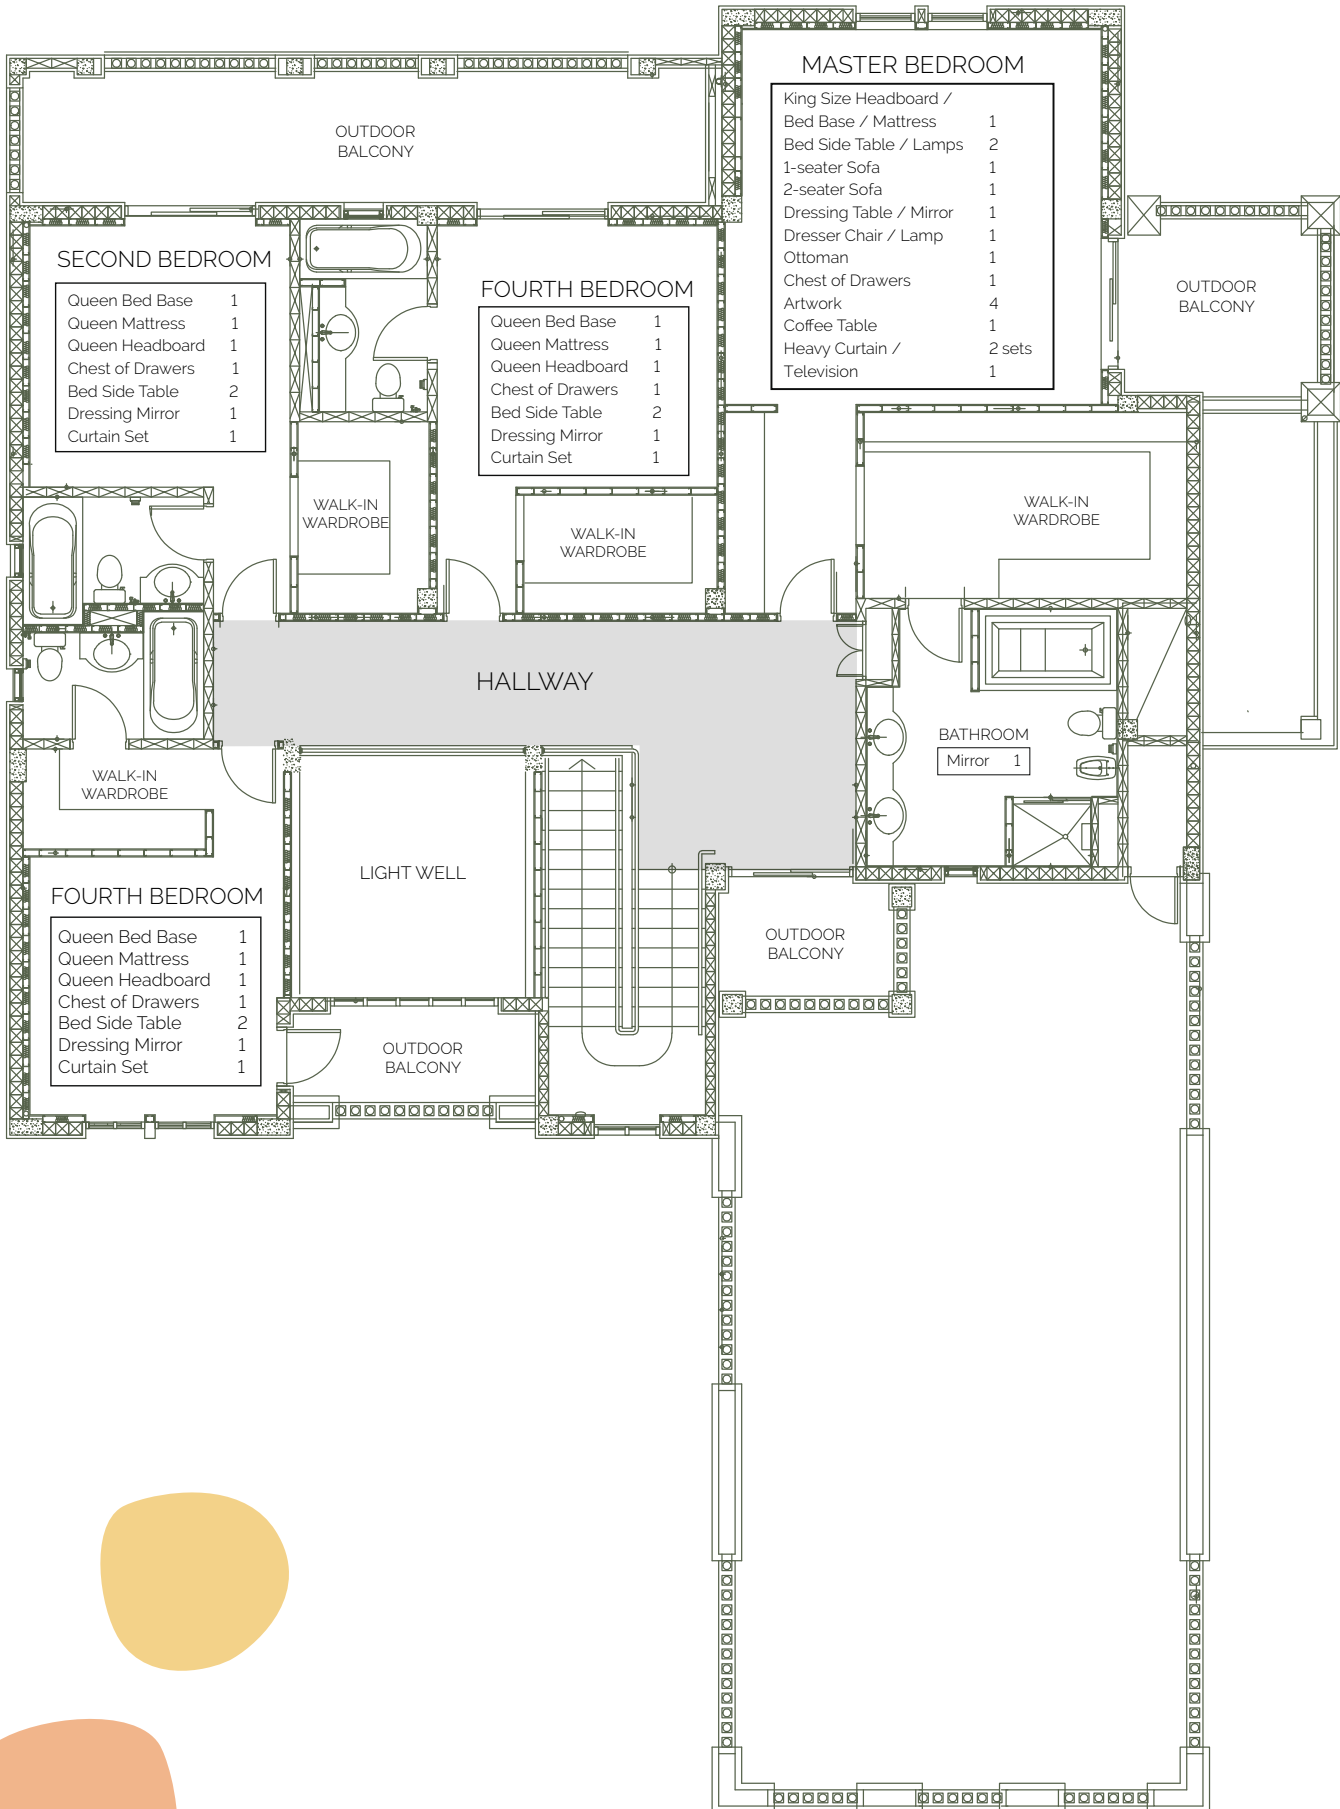 MASTER BEDROOM
King Size Headboard /
Bed Base / Mattress 1
Bed Side Table / Lamps 2
1-seater Sofa 1
2-seater Sofa 1
Dressing Table / Mirror 1
Dresser Chair / Lamp 1
Ottoman 1
Chest of Drawers 1
Artwork 4
Coffee Table 1
Heavy Curtain / 2 sets
Television 1
OUTDOOR
BALCONY
SECOND BEDROOM
Queen Bed Base 1
Queen Mattress 1
Queen Headboard 1
Chest of Drawers 1
Bed Side Table 2
Dressing Mirror 1
Curtain Set 1
FOURTH BEDROOM
Queen Bed Base 1
Queen Mattress 1
Queen Headboard 1
Chest of Drawers 1
Bed Side Table 2
Dressing Mirror 1
Curtain Set 1
OUTDOOR
BALCONY
WALK-IN
WARDROBE
WALK-IN
WARDROBE
WALK-IN
WARDROBE
HALLWAY
BATHROOM
Mirror 1
WALK-IN
WARDROBE
LIGHT WELL
FOURTH BEDROOM
Queen Bed Base 1
Queen Mattress 1
Queen Headboard 1
Chest of Drawers 1
Bed Side Table 2
Dressing Mirror 1
Curtain Set 1
OUTDOOR
BALCONY
OUTDOOR
BALCONY